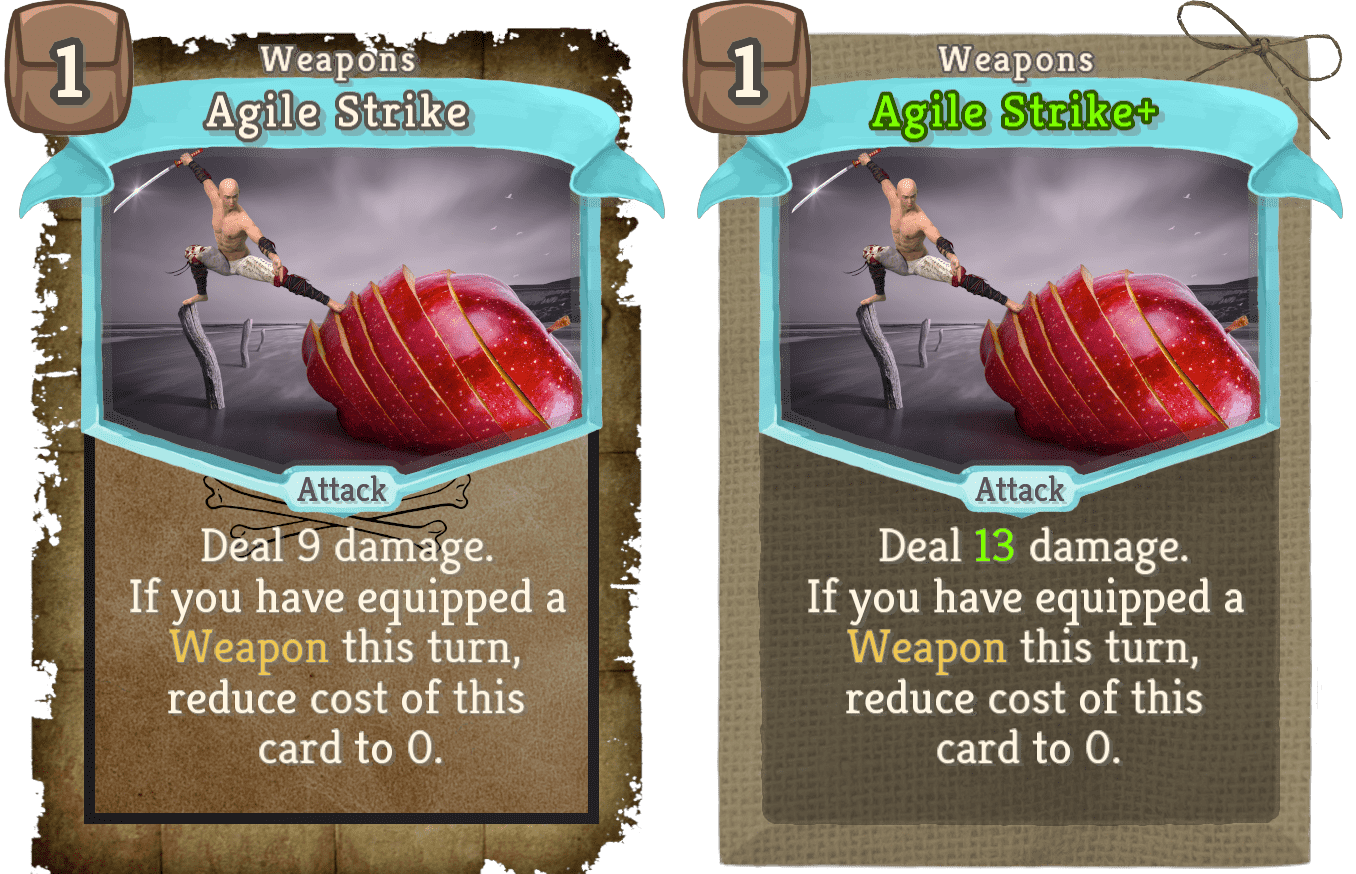 1
Weapons
Agile Strike
Attack
Deal 9 damage.
If you have equipped a
Weapon this turn,
reduce cost of this
card to 0.
1
Weapons
Agile Strike+
Attack
Deal 13 damage.
If you have equipped a
Weapon this turn,
reduce cost of this
card to 0.